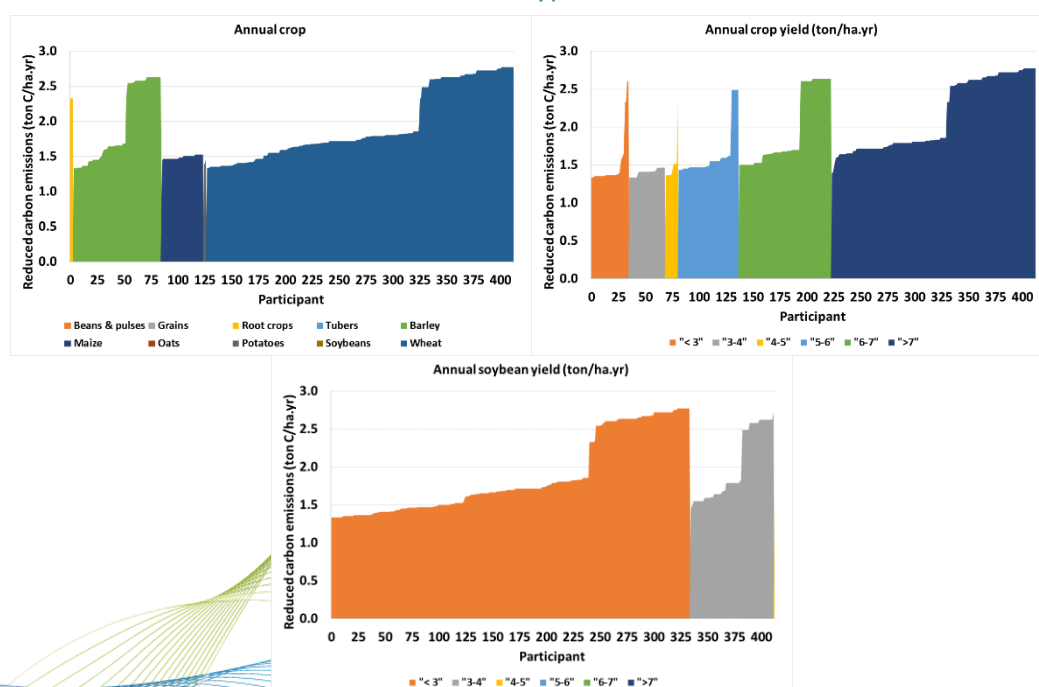 Annual crop
Reduced carbon emissions (ton C/ha.yr)
3.0
2.5
2.0
1.5
1.0
0.5
0.0
0 25 50 75 100 125 150 175 200 225 250 275 300 325 350 375 400
Participant
Beans & pulses Grains Root crops Tubers Barley
Maize Oats Potatoes Soybeans Wheat
Annual crop yield (ton/ha.yr)
Reduced carbon emissions (ton C/ha.yr)
3.0
2.5
2.0
1.5
1.0
0.5
0.0
0 25 50 75 100 125 150 175 200 225 250 275 300 325 350 375 400
Participant
"< 3" "3-4" "4-5" "5-6" "6-7" ">7"
Annual soybean yield (ton/ha.yr)
Reduced carbon emissions (ton C/ha.yr)
3.0
2.5
2.0
1.5
1.0
0.5
0.0
0 25 50 75 100 125 150 175 200 225 250 275 300 325 350 375 400
Participant
"< 3" "3-4" "4-5" "5-6" "6-7" ">7"